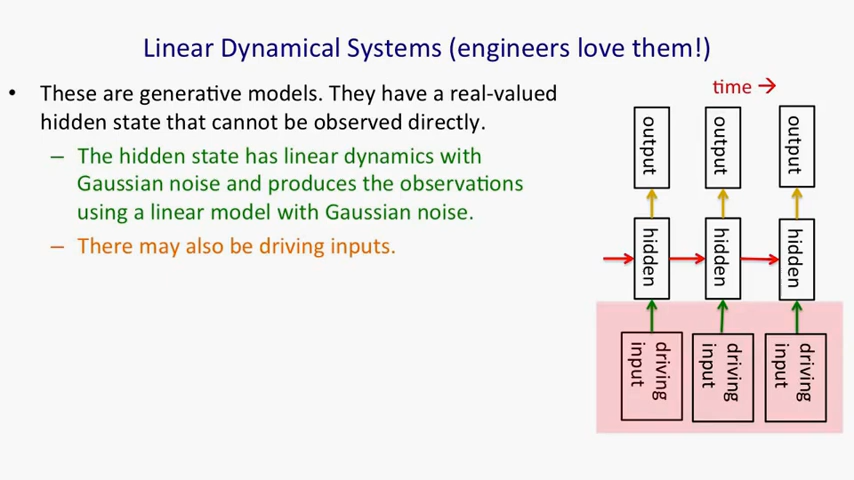 Linear Dynamical Systems (engineers love them!)
• These are generative models. They have a real-valued
hidden state that cannot be observed directly.
– The hidden state has linear dynamics with
Gaussian noise and produces the observations
using a linear model with Gaussian noise.
– There may also be driving inputs.
time →
output
output
output
hidden
hidden
hidden
driving
input
driving
input
driving
input